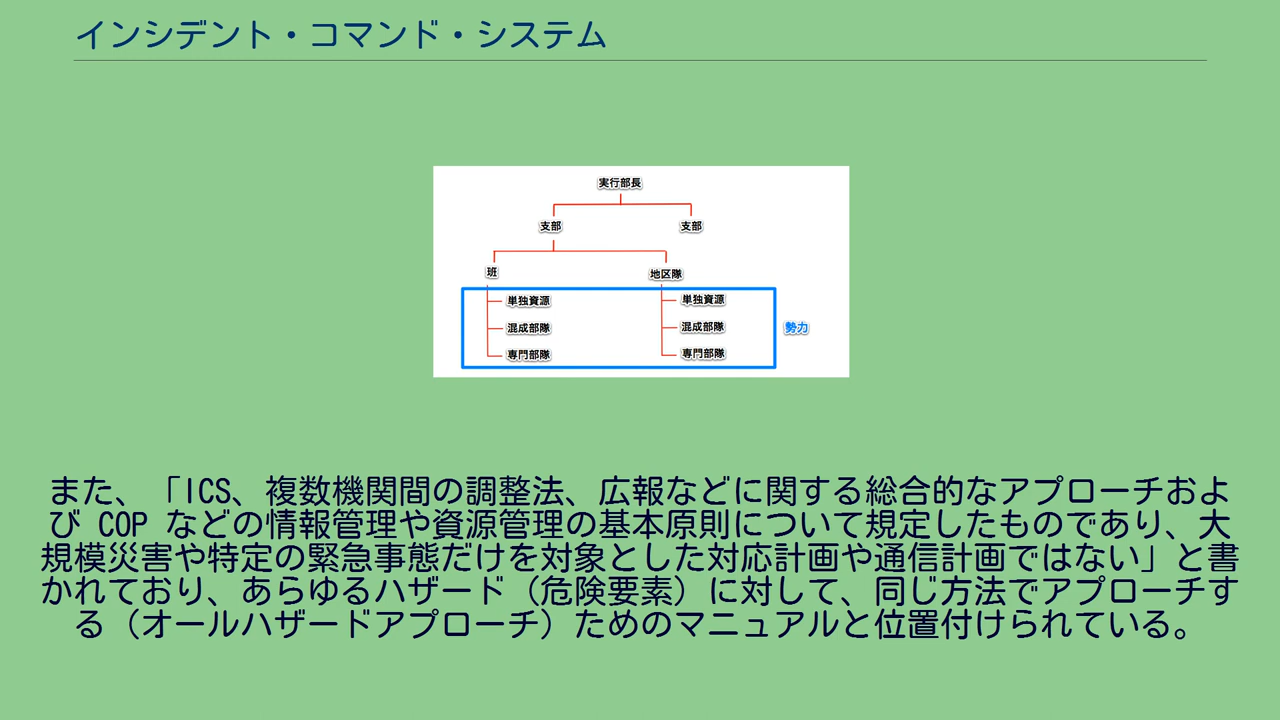 インシデント・コマンド・システム
実行部長
支部
支部
班
地区隊
単独資源
単独資源
混成部隊
混成部隊
勢力
専門部隊
専門部隊
また、「ICS、複数機関間の調整法、広報などに関する総合的なアプローチおよ
び COP などの情報管理や資源管理の基本原則について規定したものであり、大
規模災害や特定の緊急事態だけを対象とした対応計画や通信計画ではない」と書
かれており、あらゆるハザード（危険要素）に対して、同じ方法でアプローチす
る（オールハザードアプローチ）ためのマニュアルと位置付けられている。